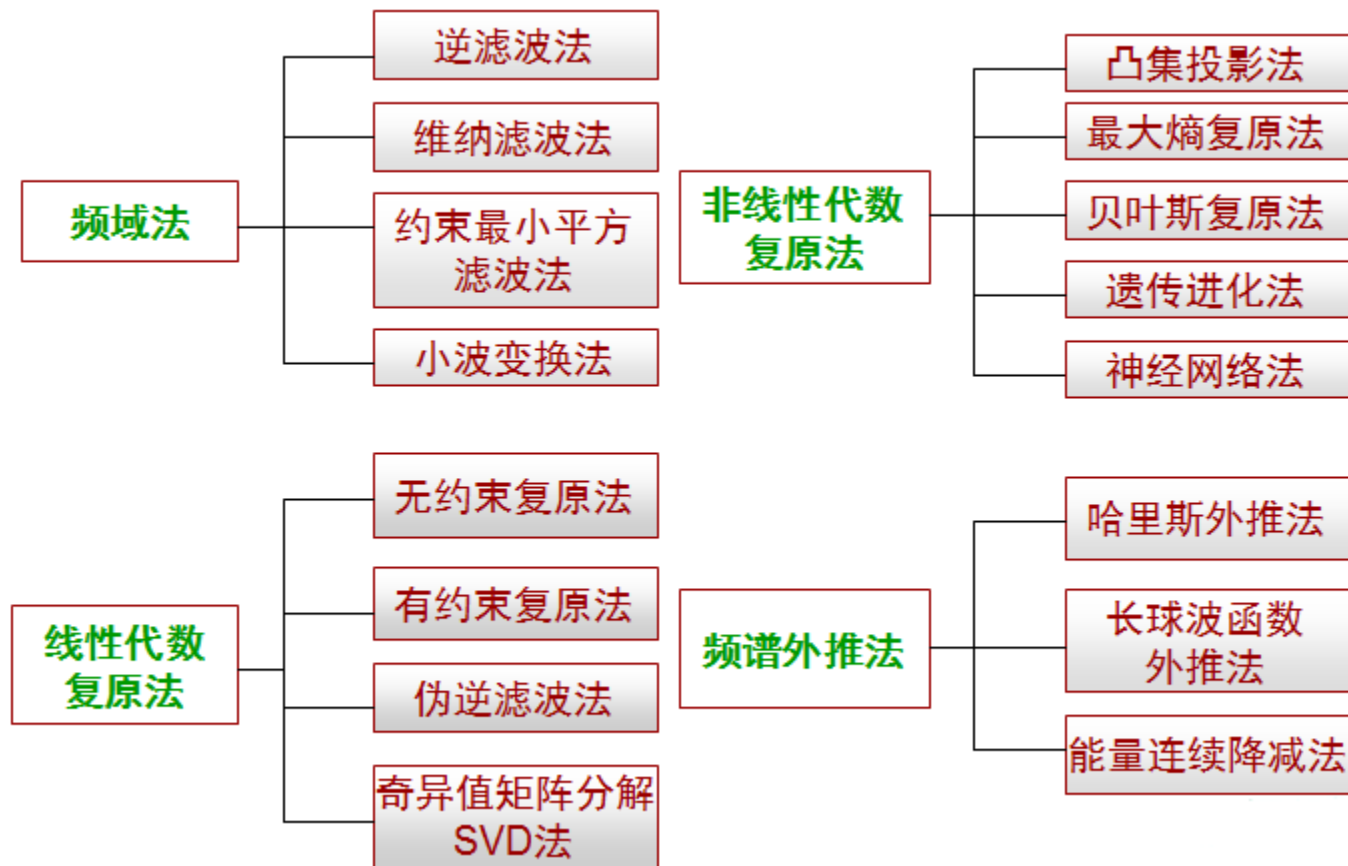 频域法
逆滤波法
维纳滤波法
约束最小平方
滤波法
小波变换法
非线性代数
复原法
凸集投影法
最大熵复原法
贝叶斯复原法
遗传进化法
神经网络法
线性代数
复原法
无约束复原法
有约束复原法
伪逆滤波法
奇异值矩阵分解
SVD法
频谱外推法
哈里斯外推法
长球波函数
外推法
能量连续降减法